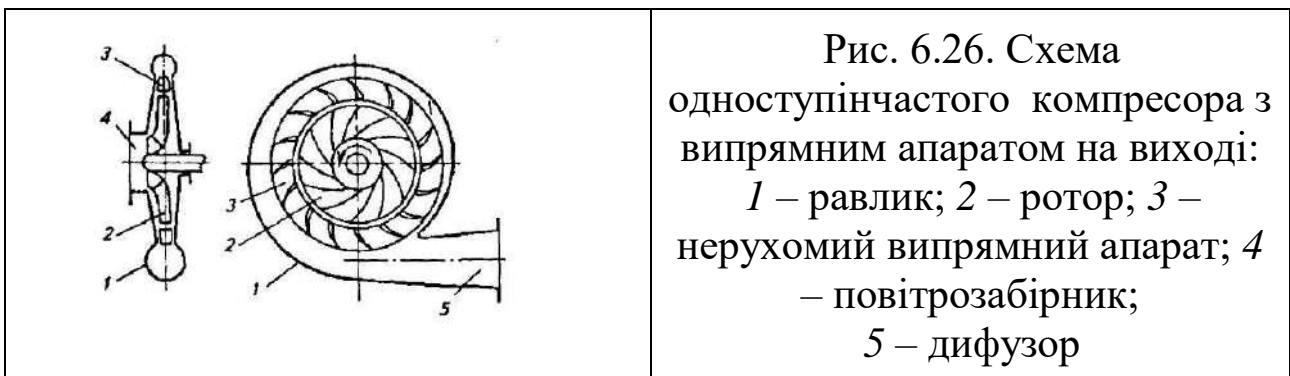 3
4
2
1
3
2
1
5
Рис. 6.26. Схема
одноступінчастого компресора з
випрямним апаратом на виході:
1 – равлик; 2 – ротор; 3 –
нерухомий випрямний апарат; 4
– повітрозабірник;
5 – дифузор